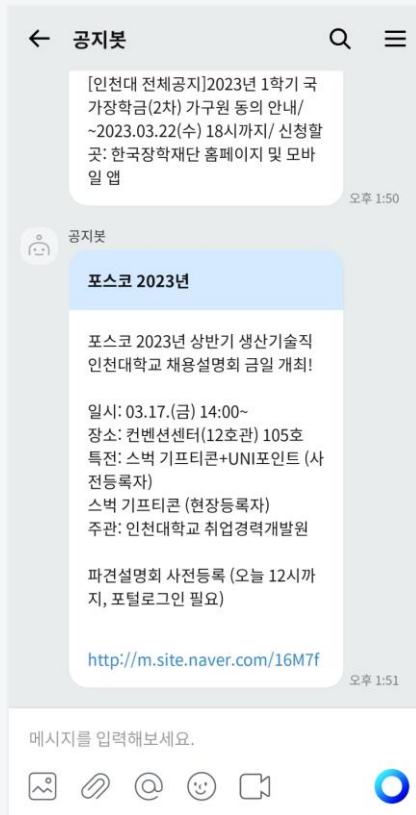 공지봇
[인천대 전체공지]2023년 1학기 국
가장학금(2차) 가구원 동의 안내/
~2023.03.22(수) 18시까지/ 신청할
곳: 한국장학재단 홈페이지 및 모바
일 앱
오후 1:50
공지봇
포스코 2023년
포스코 2023년 상반기 생산기술직
인천대학교 채용설명회 금일 개최!
일시: 03.17.(금) 14:00~
장소: 컨벤션센터(12호관) 105호
특전: 스벅 기프티콘+UNI포인트 (사
전등록자)
스벅 기프티콘 (현장등록자)
주관: 인천대학교 취업경력개발원
파견설명회 사전등록 (오늘 12시까
지, 포털로그인 필요)
http://m.site.naver.com/16M7f
오후 1:51
메시지를 입력해보세요.